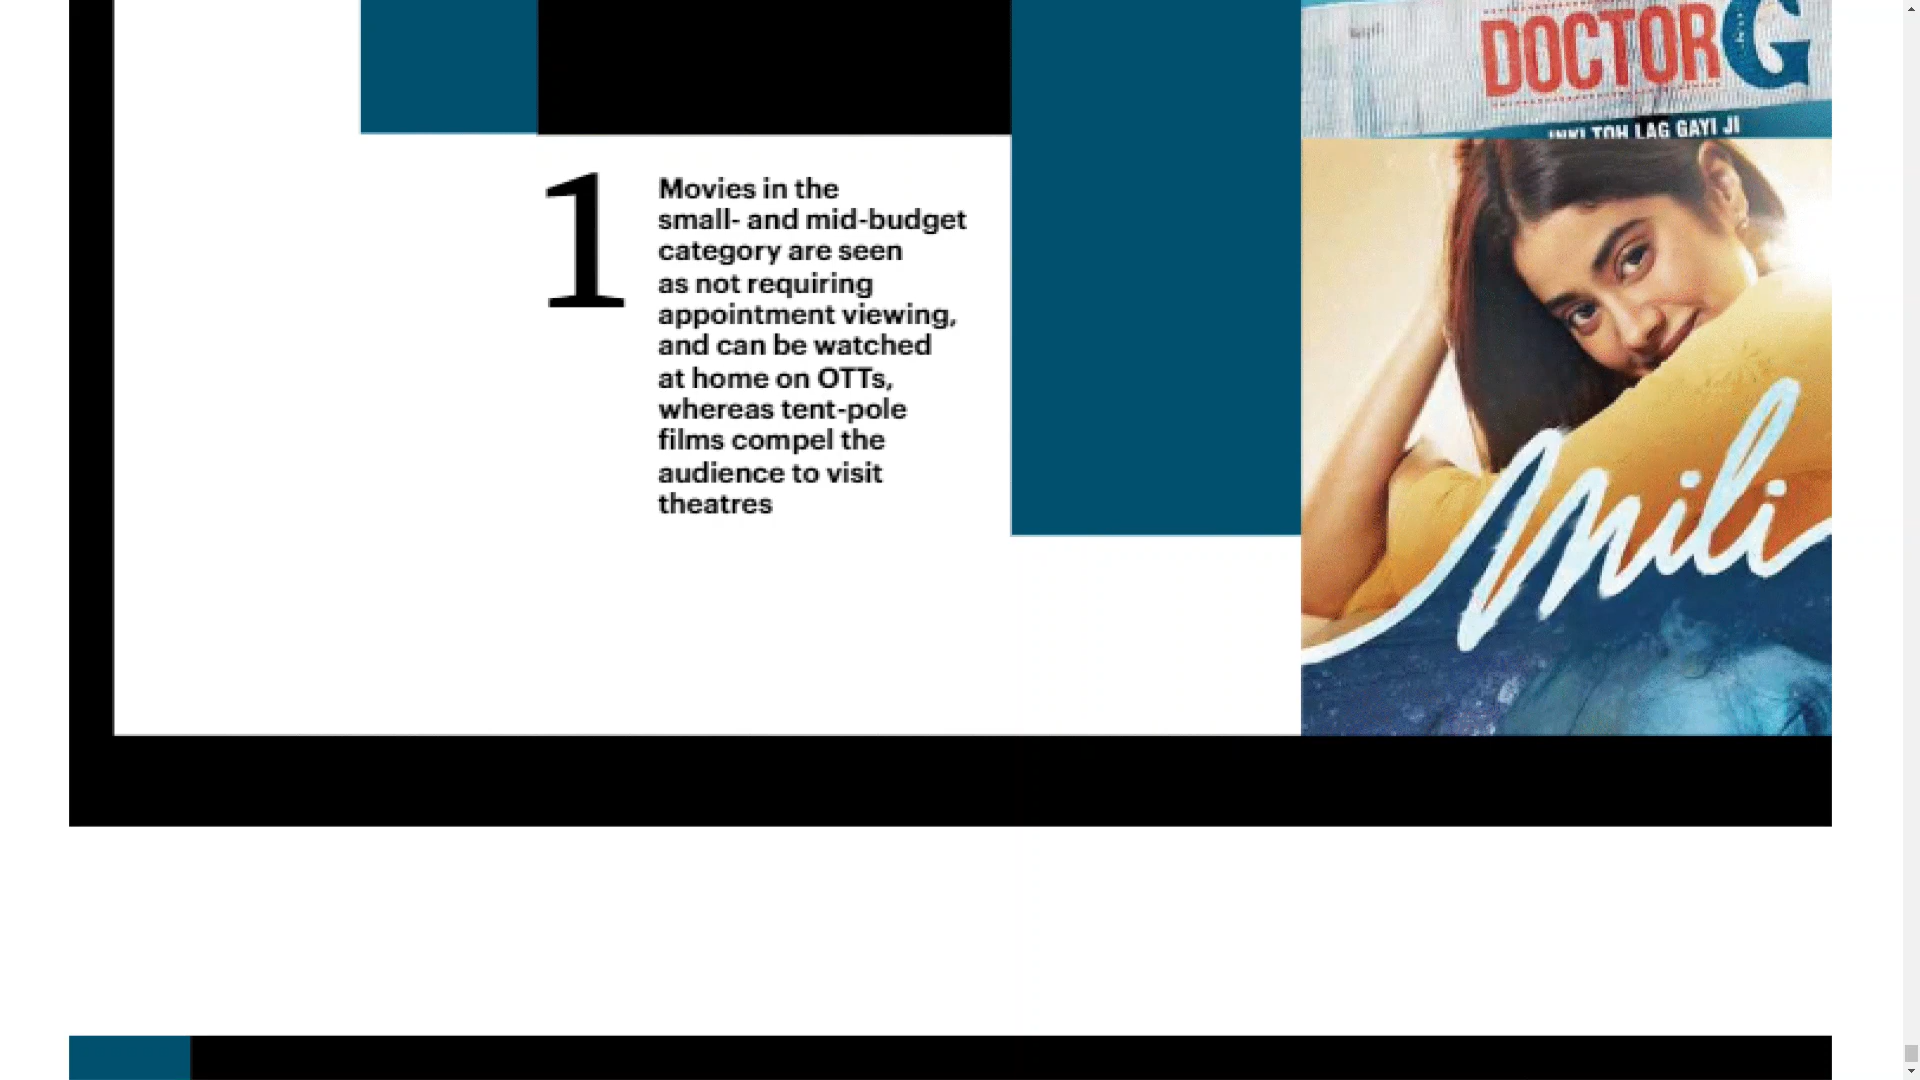 DOCTOR G
TOH LAG GAYI JI
1
Movies in the
small- and mid-budget
category are seen
as not requiring
appointment viewing,
and can be watched
at home on OTTs,
whereas tent-pole
films compel the
audience to visit
theatres
mili